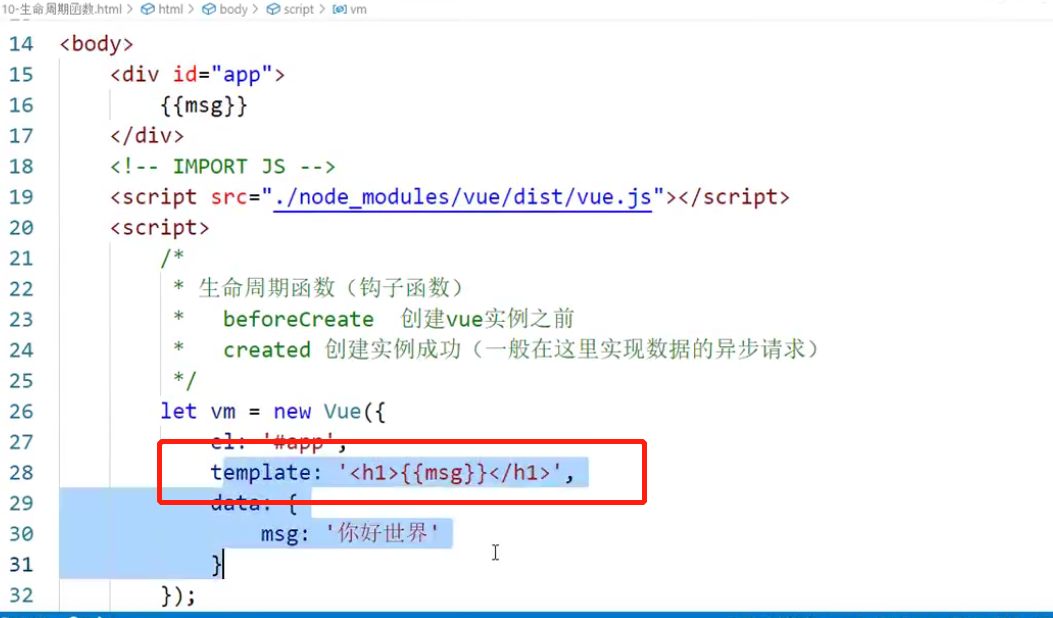 10-生命周期函数.html > html > body > script > vm
14 <body>
15 <div id="app">
16 {{msg}}
17 </div>
18 <!-- IMPORT JS -->
19 <script src="./node_modules/vue/dist/vue.js"></script>
20 <script>
21 /*
22 * 生命周期函数（钩子函数）
23 * beforeCreate 创建vue实例之前
24 * created 创建实例成功（一般在这里实现数据的异步请求）
25 */
26 let vm = new Vue({
27 el: '#app',
28 template: '<h1>{{msg}}</h1>',
29 data: {
30 msg: '你好世界'
31 }
32 });